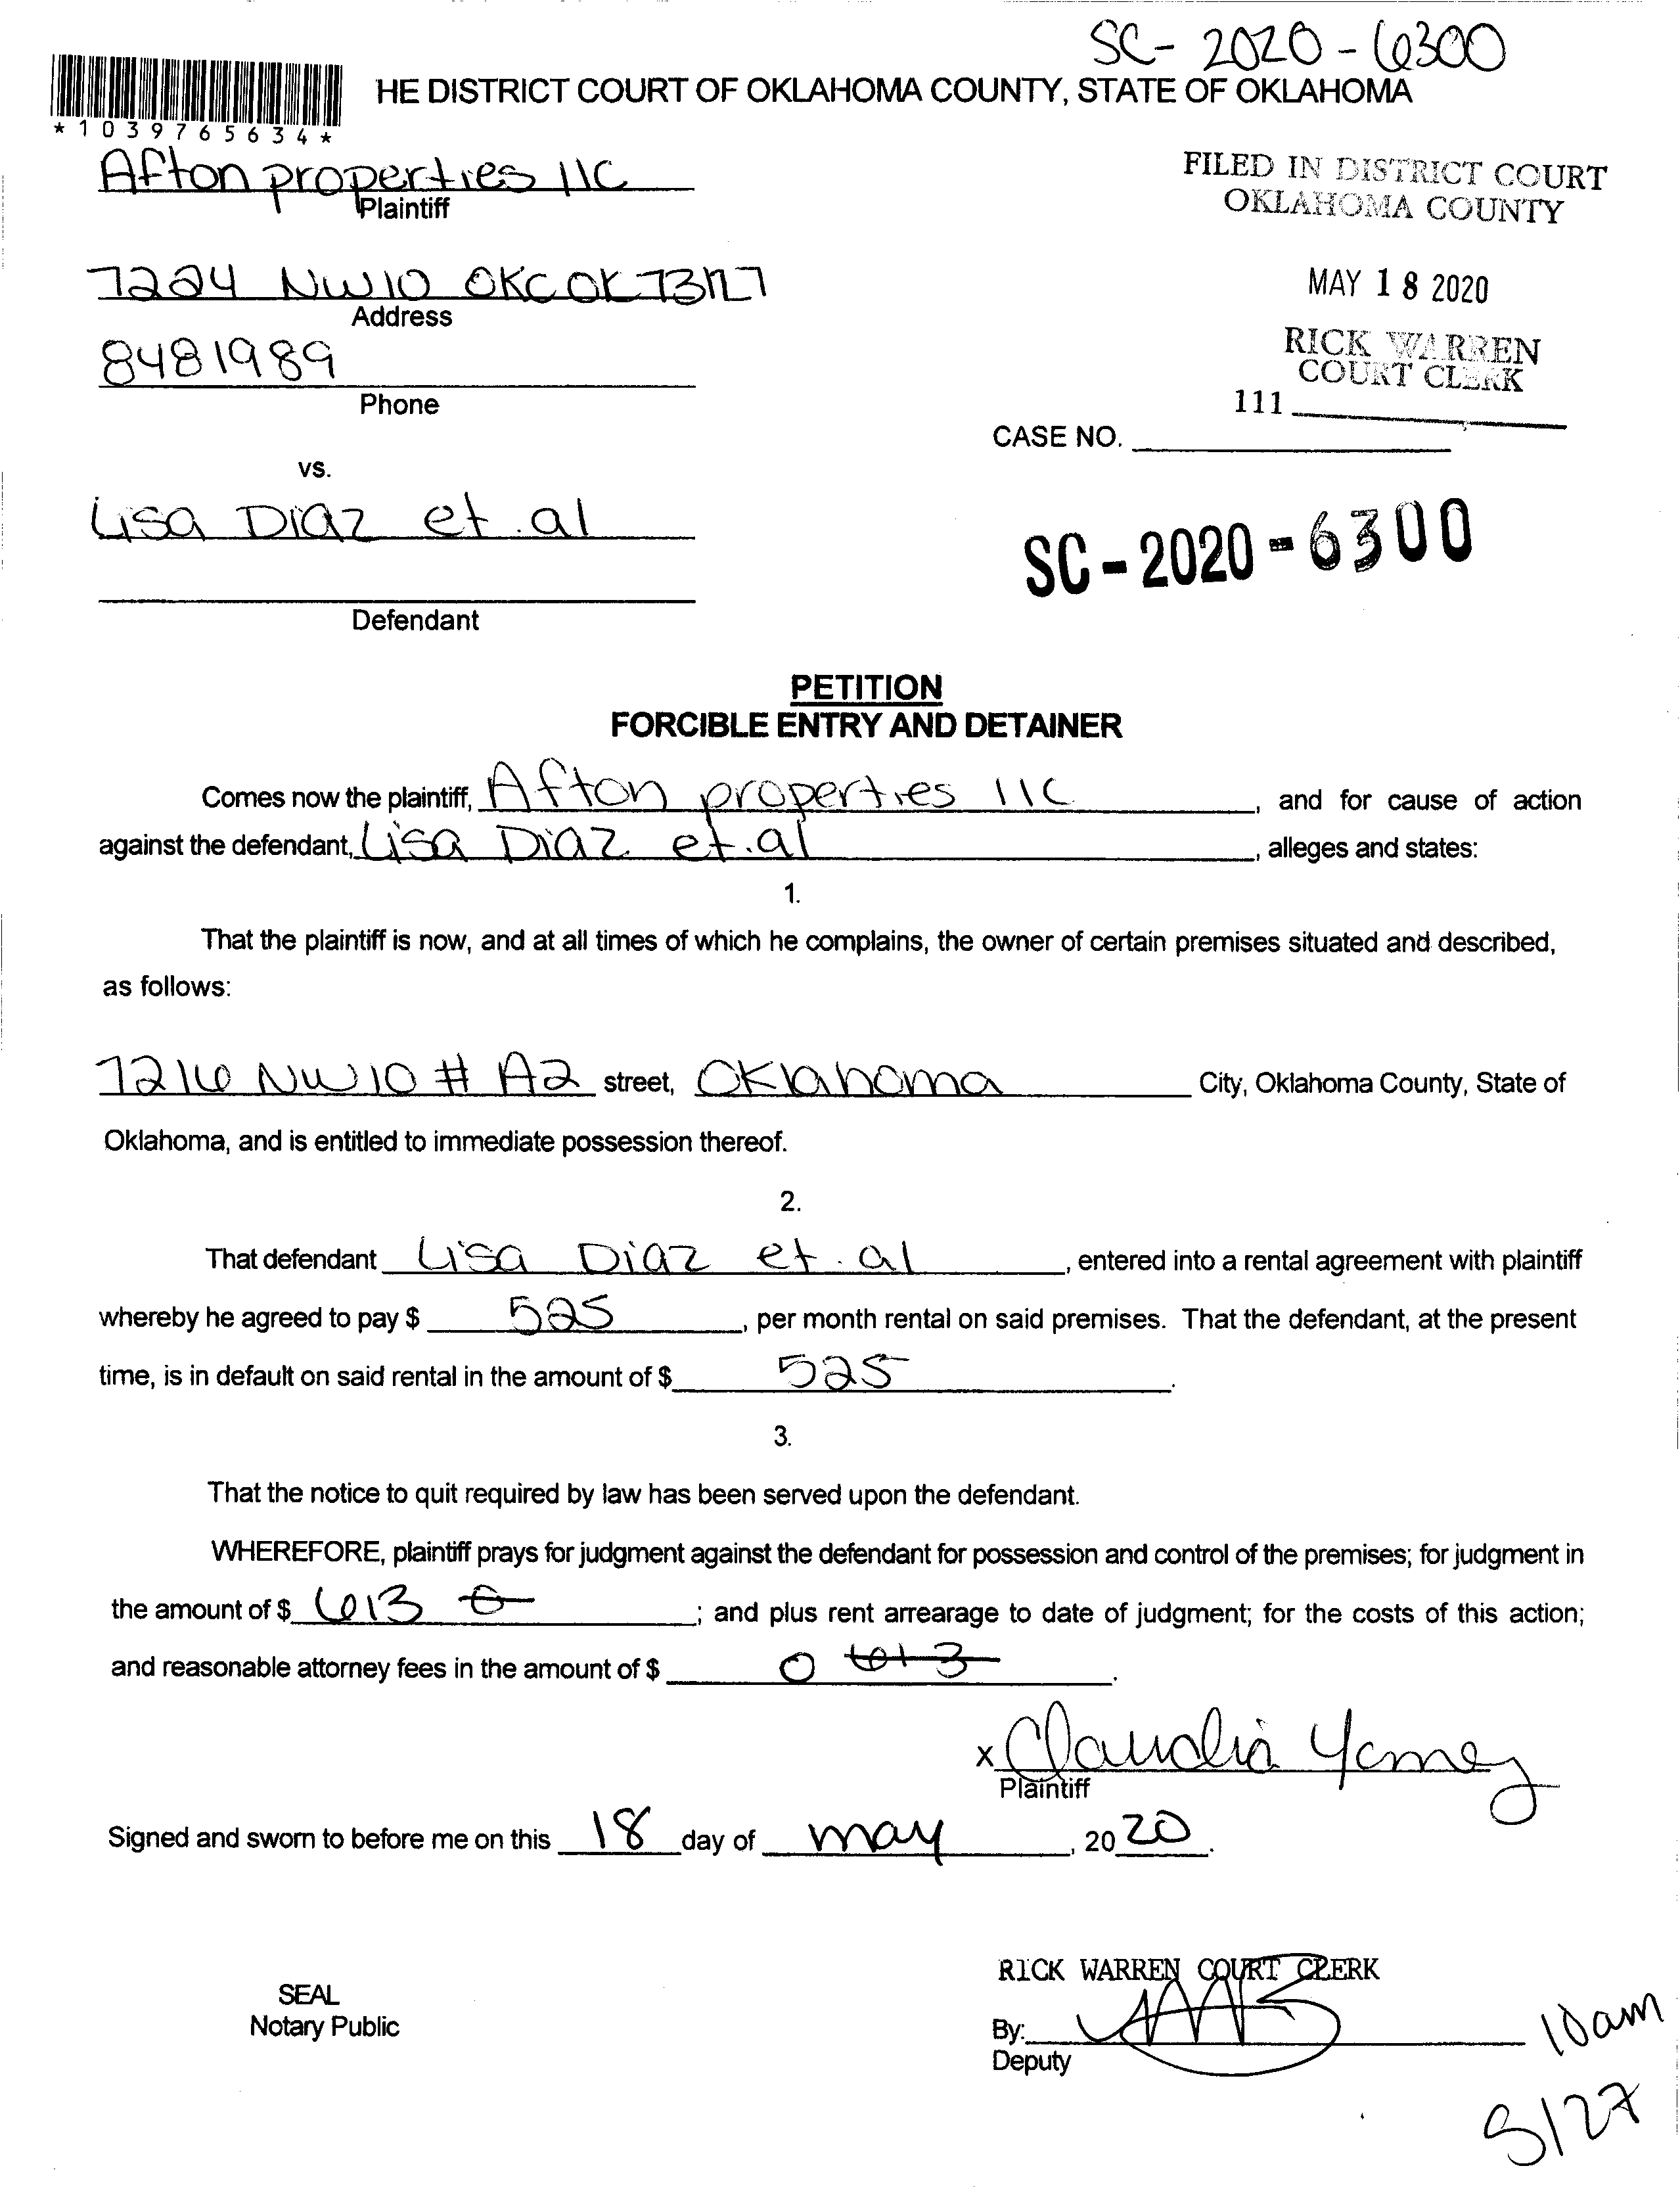 SC-2020-6300
HE DISTRICT COURT OF OKLAHOMA COUNTY, STATE OF OKLAHOMA
*1039765634*
Afton properties llc
Plaintiff
FILED IN DISTRICT COURT
OKLAHOMA COUNTY
7224 NW10 OKC OK 73127
Address
MAY 18 2020
8481989
Phone
RICK WARREN
COURT CLERK
111
CASE NO.
vs.
Lisa Diaz et.al
SC-2020-6300
Defendant
PETITION
FORCIBLE ENTRY AND DETAINER
Comes now the plaintiff, Afton properties llc, and for cause of action
against the defendant, Lisa Diaz et.al, alleges and states:
1.
That the plaintiff is now, and at all times of which he complains, the owner of certain premises situated and described,
as follows:
7216 NW10 # A2 street, Oklahoma City, Oklahoma County, State of
Oklahoma, and is entitled to immediate possession thereof.
2.
That defendant Lisa Diaz et.al, entered into a rental agreement with plaintiff
whereby he agreed to pay $ 525, per month rental on said premises. That the defendant, at the present
time, is in default on said rental in the amount of $ 525.
3.
That the notice to quit required by law has been served upon the defendant.
WHEREFORE, plaintiff prays for judgment against the defendant for possession and control of the premises; for judgment in
the amount of $ 613 0; and plus rent arrearage to date of judgment; for the costs of this action;
and reasonable attorney fees in the amount of $ 0 613.
x Claudia
Plaintiff
Signed and sworn to before me on this 18 day of may, 2020.
RICK WARREN COURT CLERK
SEAL
Notary Public
By:
Deputy
10am
5/27